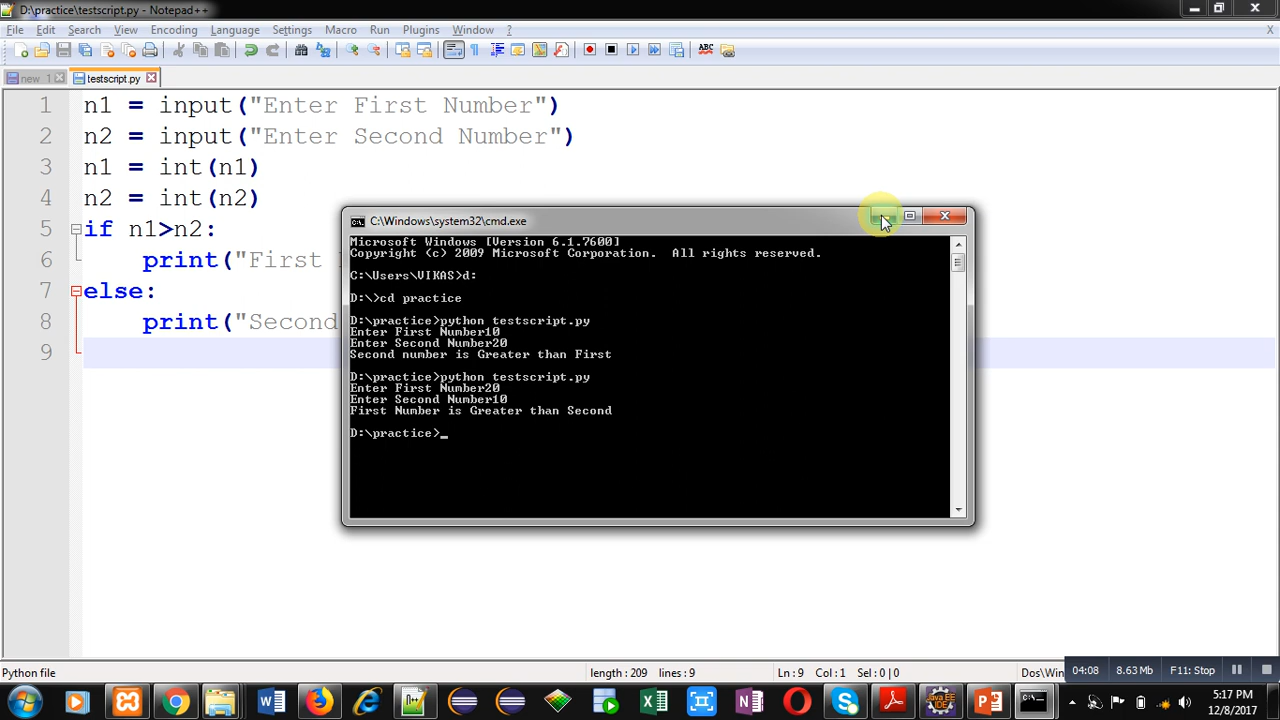 D:\practice\testscript.py - Notepad++
File Edit Search View Encoding Language Settings Macro Run Plugins Window ? X
new 1 testscript.py
1 n1 = input("Enter First Number")
2 n2 = input("Enter Second Number")
3 n1 = int(n1)
4 n2 = int(n2)
5 if n1>n2:
6 print("First
7 else:
8 print("Second
9
C:\Windows\system32\cmd.exe
Microsoft Windows [Version 6.1.7600]
Copyright (c) 2009 Microsoft Corporation. All rights reserved.
C:\Users\VIKAS>d:
D:\>cd practice
D:\practice>python testscript.py
Enter First Number10
Enter Second Number20
Second number is Greater than First
D:\practice>python testscript.py
Enter First Number20
Enter Second Number10
First Number is Greater than Second
D:\practice>_
Python file length : 209 lines : 9 Ln : 9 Col : 1 Sel : 0 | 0 Dos\Win
04:08 8.63 Mb F11: Stop
5:17 PM
12/8/2017